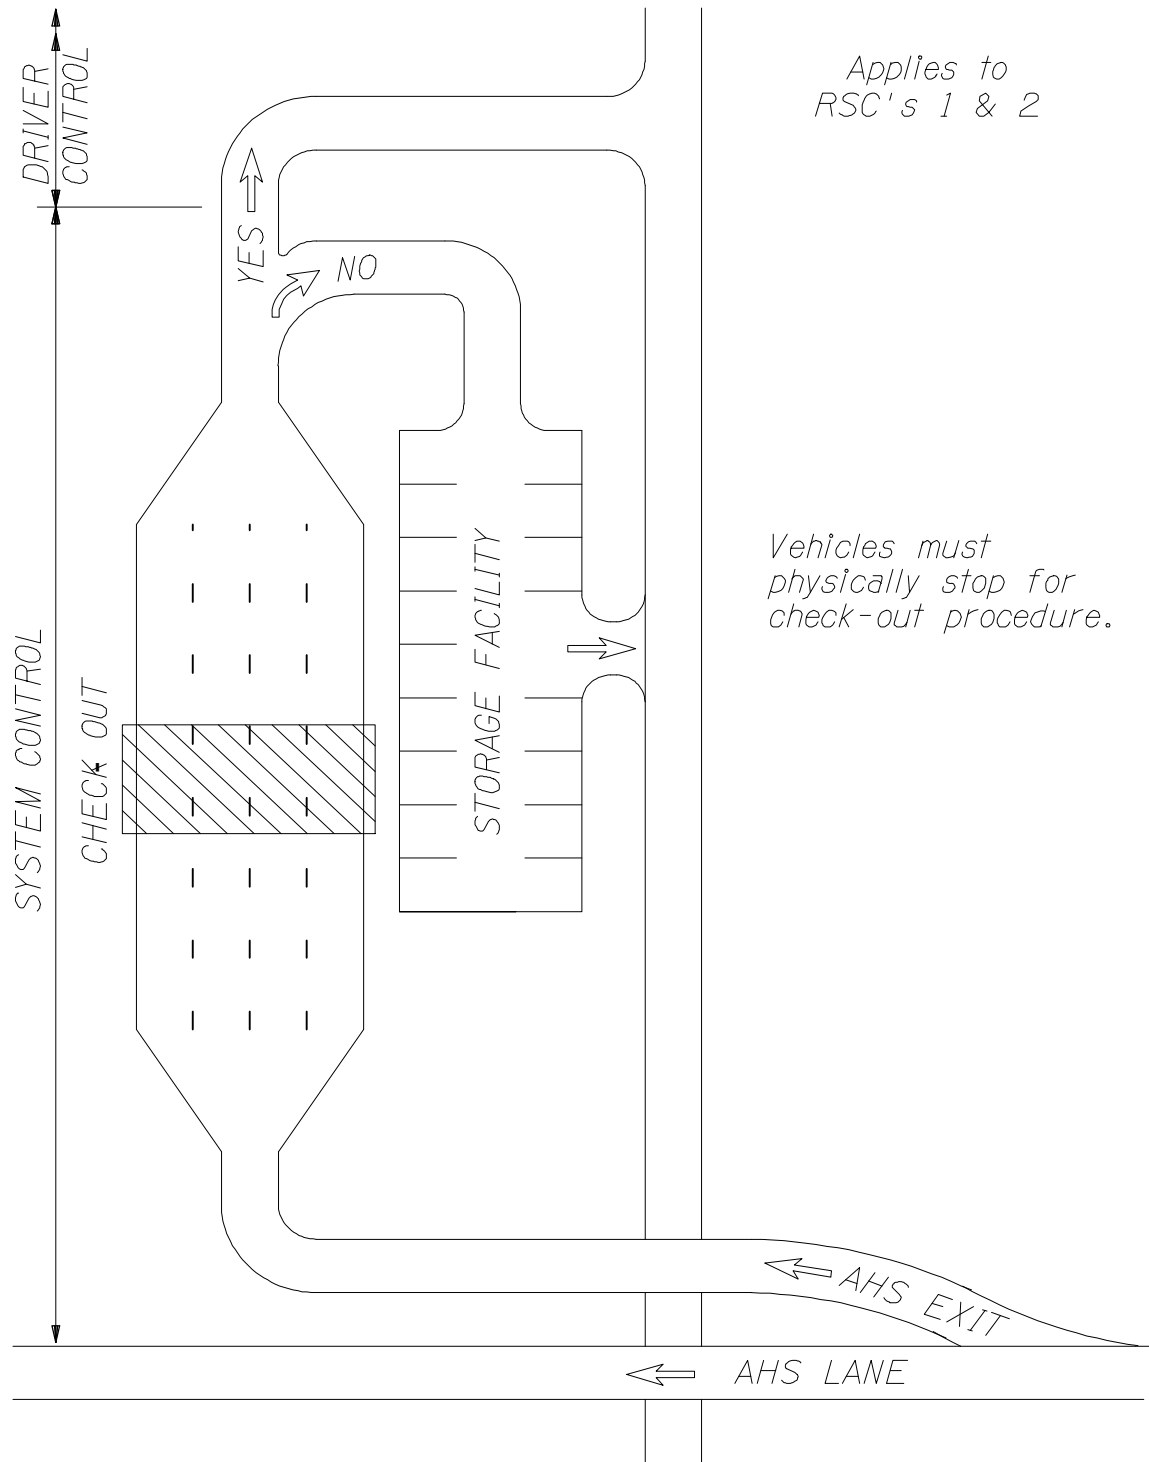 DRIVER
CONTROL
Applies to
RSC's 1 & 2
YES
NO
Vehicles must
physically stop for
check-out procedure.
SYSTEM CONTROL
CHECK OUT
STORAGE FACILITY
AHS EXIT
AHS LANE